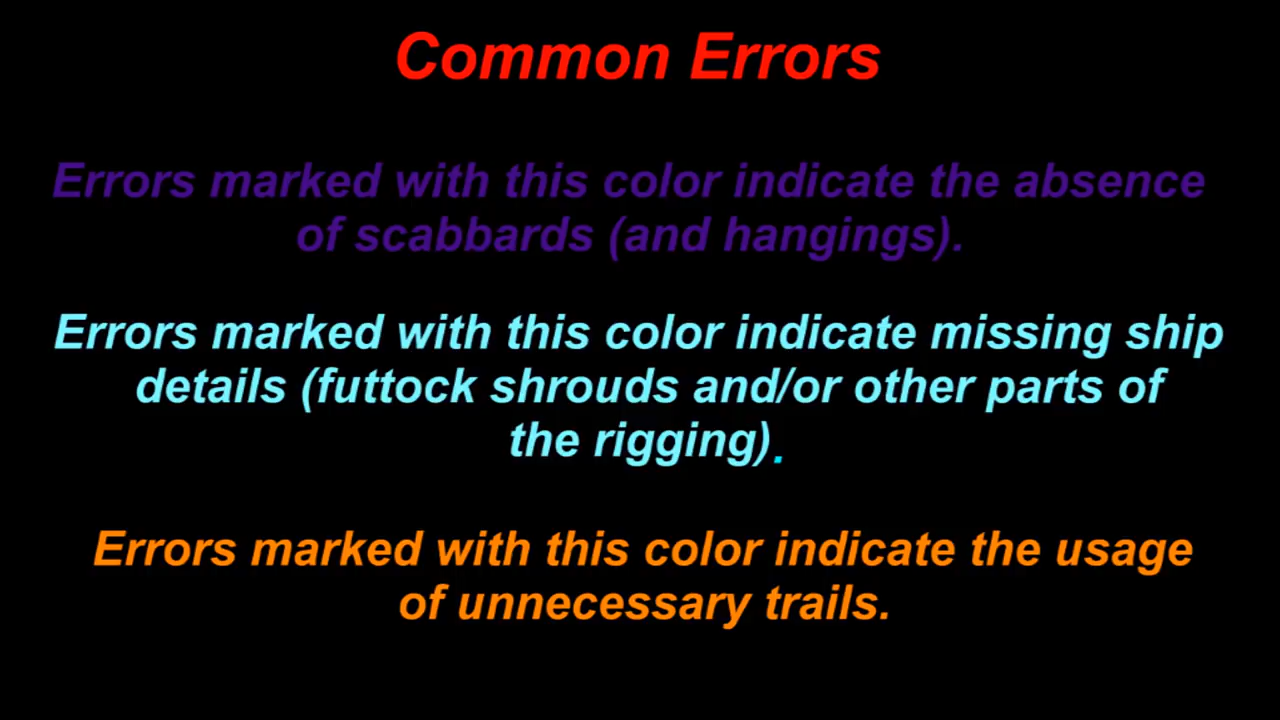 Common Errors
Errors marked with this color indicate the absence
of scabbards (and hangings).
Errors marked with this color indicate missing ship
details (futtock shrouds and/or other parts of
the rigging).
Errors marked with this color indicate the usage
of unnecessary trails.